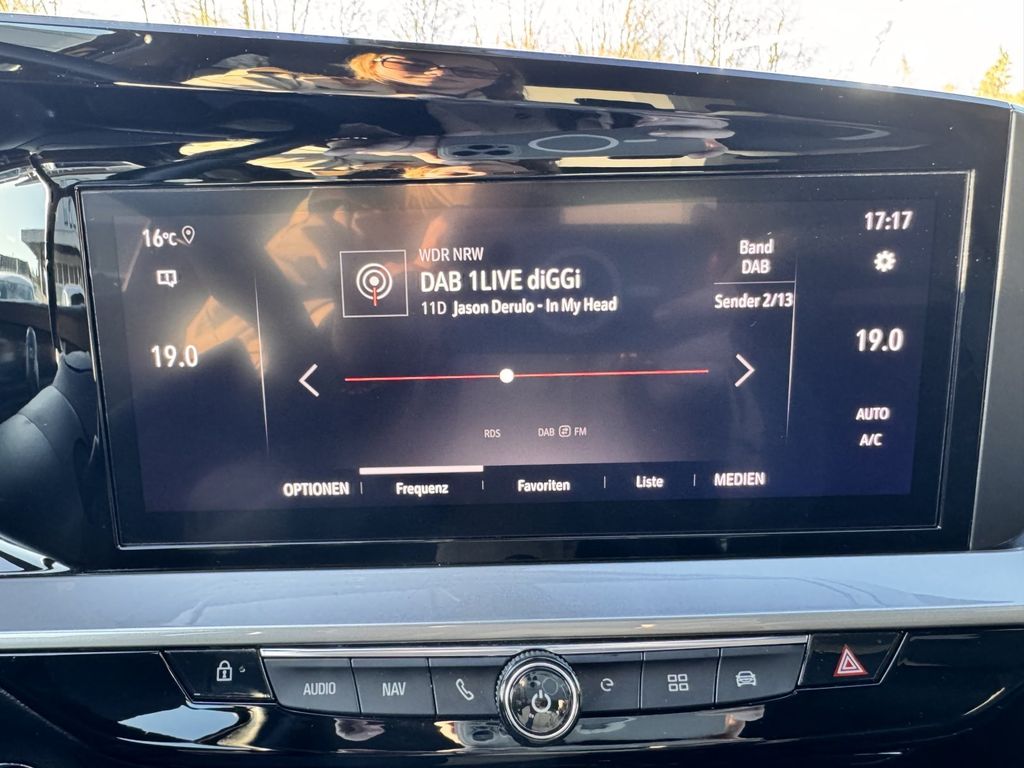 16°C
17:17
WDR NRW
DAB 1LIVE diGGi
11D Jason Derulo - In My Head
Band
DAB
Sender 2/13
19.0
19.0
RDS
DAB FM
AUTO
A/C
OPTIONEN
Frequenz
Favoriten
Liste
MEDIEN
AUDIO
NAV